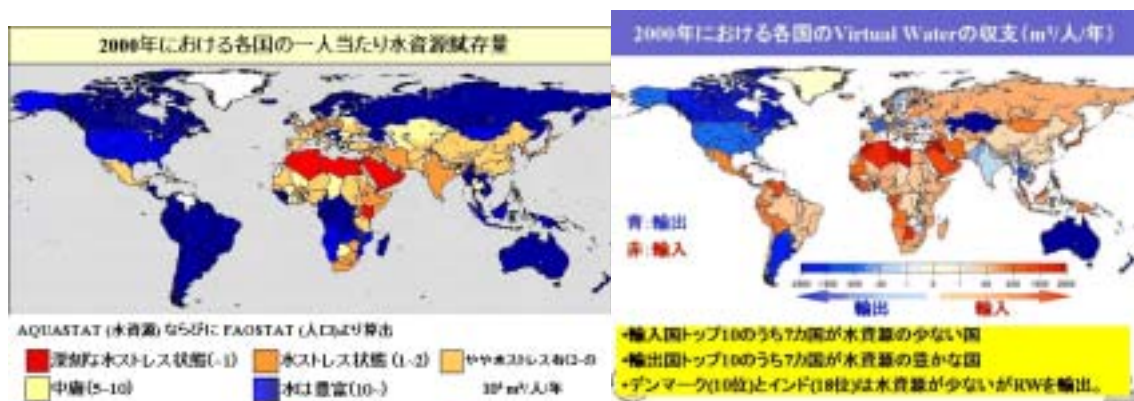 2000年における各国の一人当たり水資源賦存量
AQUASTAT (水資源) ならびに FAOSTAT (人口)より算出
深刻な水ストレス状態(-1)
水ストレス状態 (1-2)
やや水ストレス有(2-5)
中庸(5-10)
水は豊富(10-)
10³ m³/人/年
2000年における各国のVirtual Waterの収支(m³/人/年)
青:輸出
赤:輸入
輸出
輸入
・輸入国トップ10のうち7カ国が水資源の少ない国
・輸出国トップ10のうち7カ国が水資源の豊かな国
・デンマーク(10位)とインド(18位)は水資源が少ないがRWを輸出。